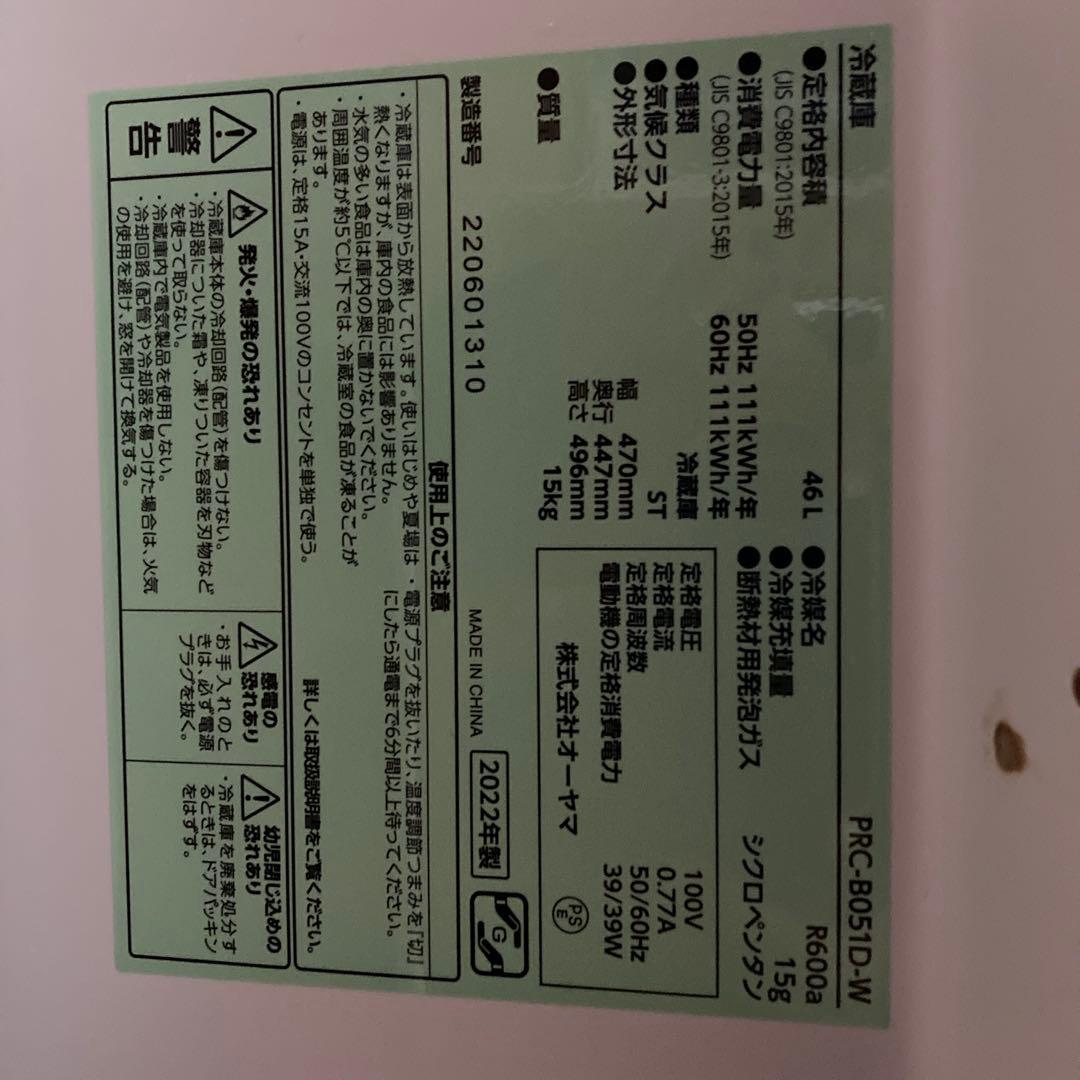 冷蔵庫 PRC-B051D-W
●定格内容積 46 L
(JIS C9801:2015年)
●消費電力量 50Hz 111kWh/年
(JIS C9801-3:2015年) 60Hz 111kWh/年
●種類 冷蔵庫
●気候クラス ST
●外形寸法 幅 470mm
奥行 447mm
高さ 496mm
●質量 15kg
●冷媒名 R600a
●冷媒充填量 15g
●断熱材用発泡ガス シクロペンタン
定格電圧 100V
定格電流 0.77A
定格周波数 50/60Hz
電動機の定格消費電力 39/39W
株式会社オーヤマ
PS
E
製造番号 220601310
MADE IN CHINA
2022年製
G
使用上のご注意
・冷蔵庫は表面から放熱しています。使いはじめや夏場は
熱くなりますが、庫内の食品には影響ありません。
・水気の多い食品は庫内の奥に置かないでください。
・周囲温度が約5℃以下では、冷蔵室の食品が凍ることが
あります。
・電源は、定格15A・交流100Vのコンセントを単独で使う。
・電源プラグを抜いたり、温度調節つまみを「切」
にしたら通電まで6分間以上待ってください。
詳しくは取扱説明書をご覧ください。
警告
発火・爆発の恐れあり
・冷蔵庫本体の冷却回路(配管)を傷つけない。
・冷却器についた霜や、凍りついた容器を刃物など
を使って取らない。
・冷蔵庫内で電気製品を使用しない。
・冷却回路(配管)や冷却器を傷つけた場合は、火気
の使用を避け、窓を開けて換気する。
感電の
恐れあり
・お手入れのと
きは、必ず電源
プラグを抜く。
幼児閉じ込めの
恐れあり
・冷蔵庫を廃棄処分す
るときは、ドアパッキン
をはずす。